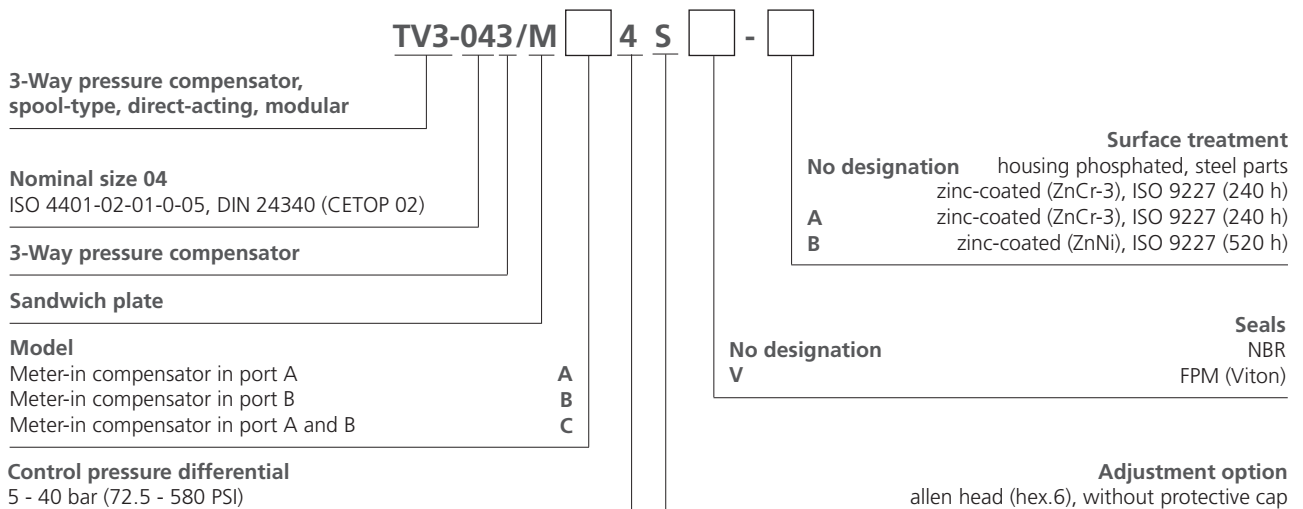 TV3-043/M 4 S -
3-Way pressure compensator,
spool-type, direct-acting, modular
Nominal size 04
ISO 4401-02-01-0-05, DIN 24340 (CETOP 02)
3-Way pressure compensator
Sandwich plate
Model
Meter-in compensator in port A A
Meter-in compensator in port B B
Meter-in compensator in port A and B C
Control pressure differential
5 - 40 bar (72.5 - 580 PSI)
Surface treatment
No designation housing phosphated, steel parts
zinc-coated (ZnCr-3), ISO 9227 (240 h)
A zinc-coated (ZnCr-3), ISO 9227 (240 h)
B zinc-coated (ZnNi), ISO 9227 (520 h)
Seals
No designation NBR
V FPM (Viton)
Adjustment option
allen head (hex.6), without protective cap